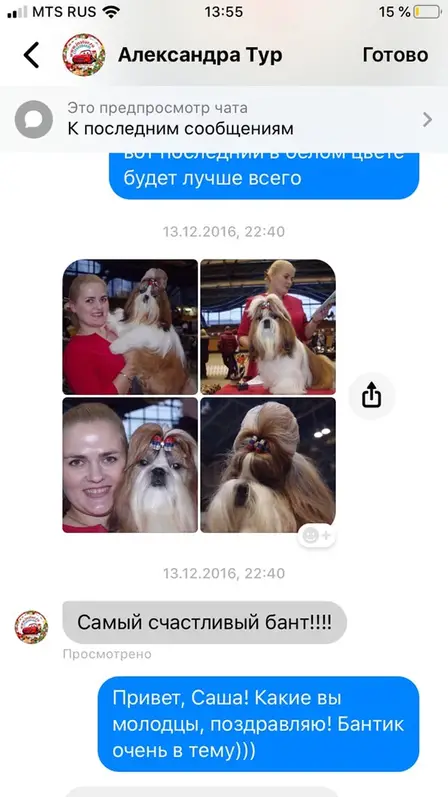 MTS RUS 13:55 15 %
Александра Тур Готово
Это предпросмотр чата
К последним сообщениям
вот последний в белом цвете
будет лучше всего
13.12.2016, 22:40
13.12.2016, 22:40
Самый счастливый бант!!!!
Просмотрено
Привет, Саша! Какие вы
молодцы, поздравляю! Бантик
очень в тему)))